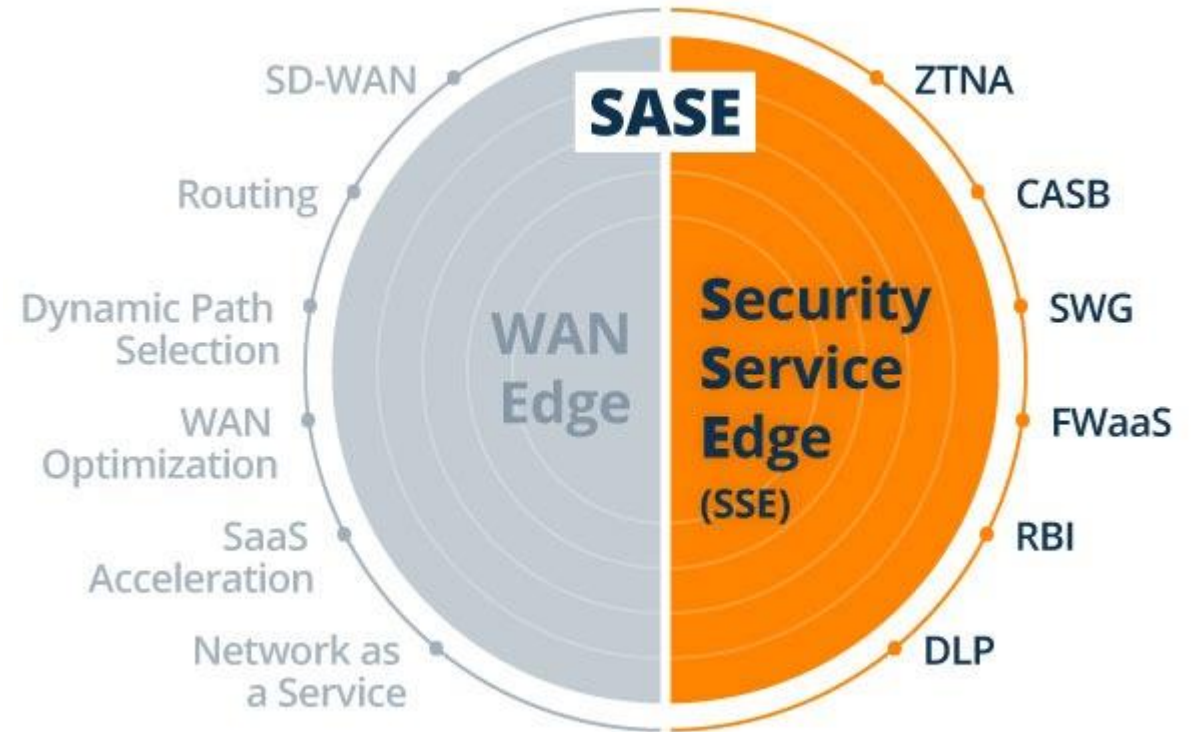 SASE
SD-WAN
Routing
Dynamic Path
Selection
WAN
Optimization
SaaS
Acceleration
Network as
a Service
WAN
Edge
Security
Service
Edge
(SSE)
ZTNA
CASB
SWG
FWaaS
RBI
DLP